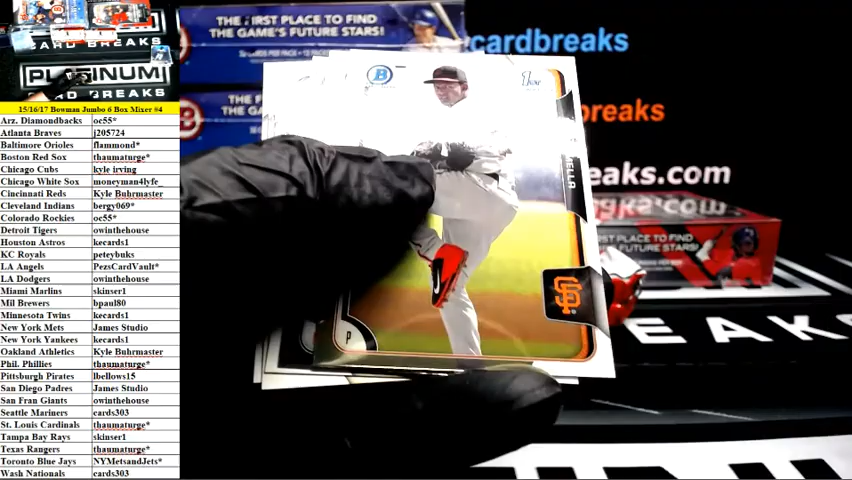 CARD BREAKS
PLATINUM
CARD BREAKS
15/16/17 Bowman Jumbo 6 Box Mixer #4
Arz. Diamondbacks oc55*
Atlanta Braves j205724
Baltimore Orioles flammond*
Boston Red Sox thaumaturge*
Chicago Cubs kyle irving
Chicago White Sox moneyman4lyfe_
Cincinnati Reds Kyle Buhrmaster
Cleveland Indians bergy069*
Colorado Rockies oc55*
Detroit Tigers owinthehouse
Houston Astros kecards1
KC Royals peteybuks
LA Angels PezsCardVault*
LA Dodgers owinthehouse
Miami Marlins skinser1
Mil Brewers bpaul80
Minnesota Twins kecards1
New York Mets James Studio
New York Yankees kecards1
Oakland Athletics Kyle Buhrmaster
Phil. Phillies thaumaturge*
Pittsburgh Pirates lbellows15
San Diego Padres James Studio
San Fran Giants owinthehouse
Seattle Mariners cards303
St. Louis Cardinals thaumaturge*
Tampa Bay Rays skinser1
Texas Rangers thaumaturge*
Toronto Blue Jays NYMetsandJets*
Wash Nationals cards303
THE FIRST PLACE TO FIND
THE GAME'S FUTURE STARS!
cardbreaks
breaks
ks.com
B
1st
MELLA
SF
P
FIRST PLACE TO FIND
FUTURE STARS!
REAK